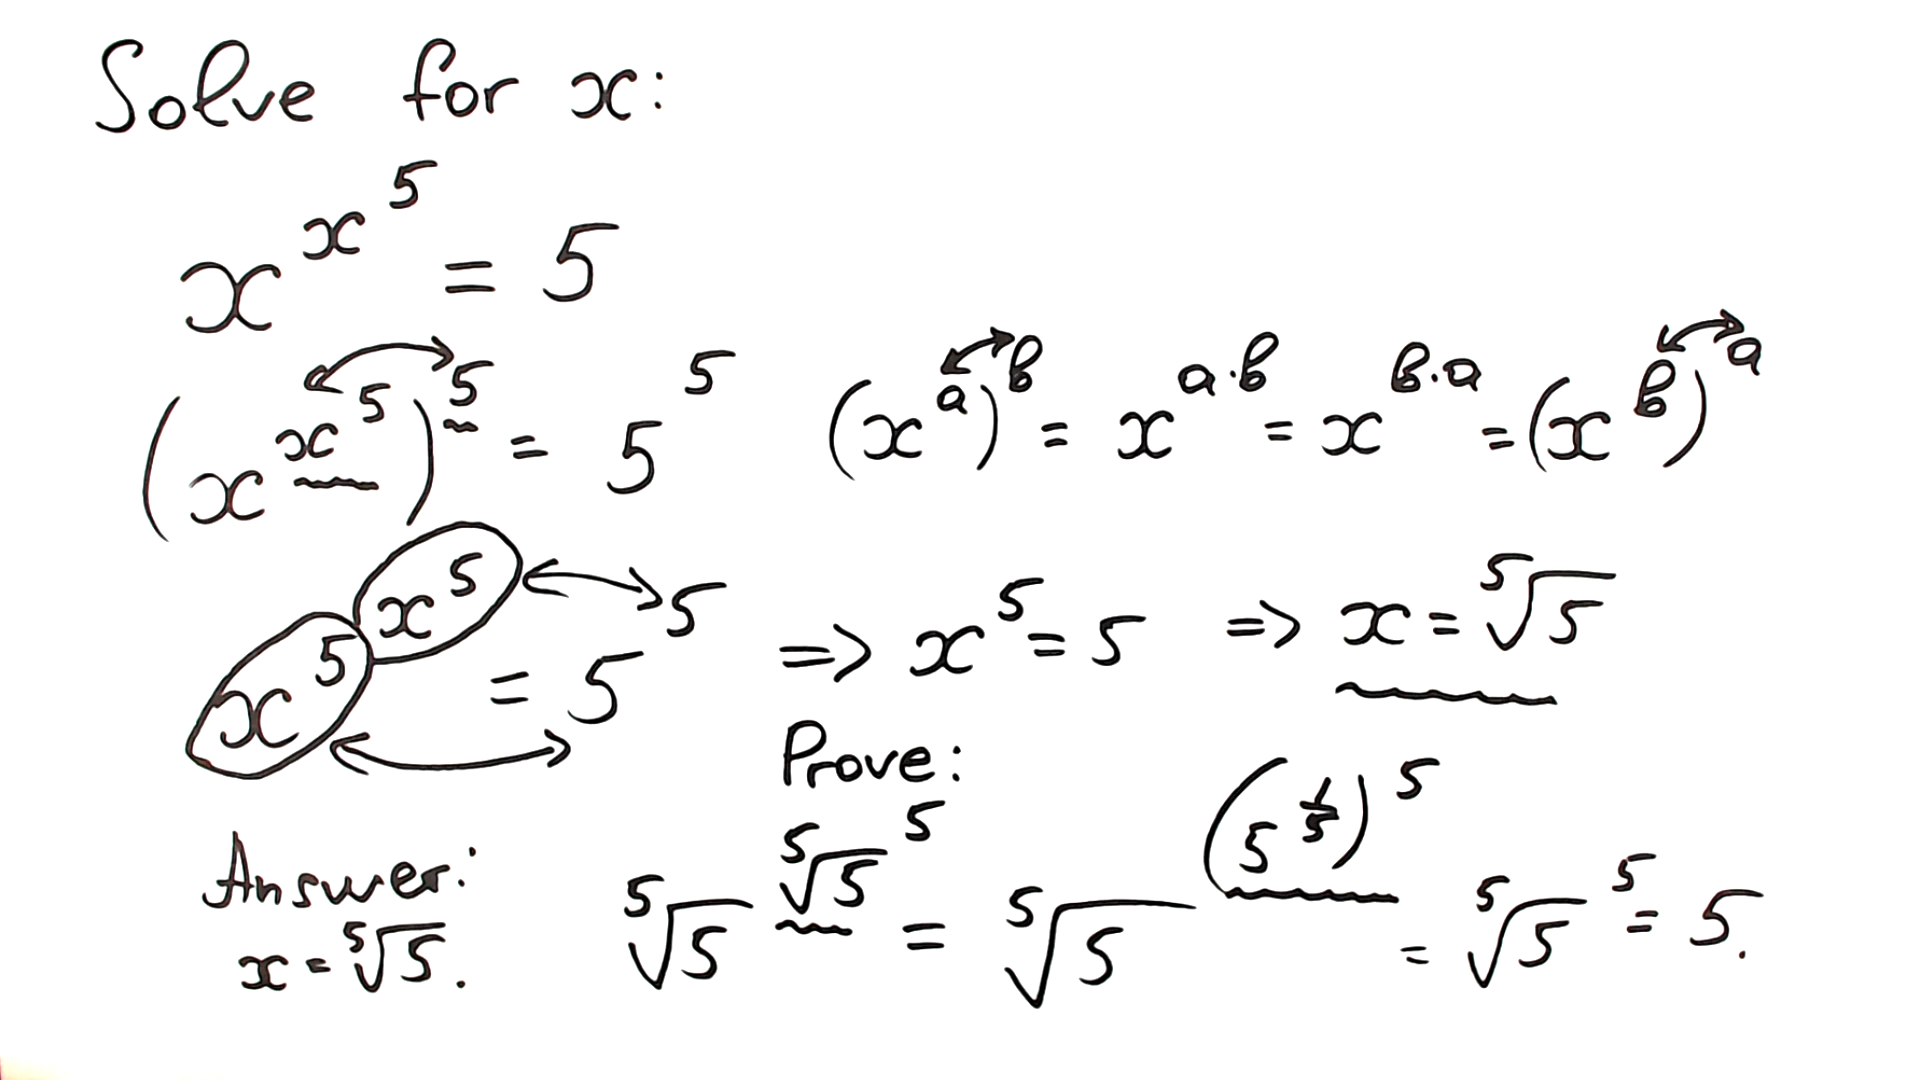 Solve for x:
x^{x^5} = 5
(x^{x^5})^5 = 5^5
(x^a)^b = x^{a·b} = x^{b·a} = (x^b)^a
(x^5)^{x^5} = 5^5 => x^5 = 5 => x = ⁵√5
Prove:
⁵√5^{⁵√5^5} = ⁵√5^{(5^{1/5})^5} = ⁵√5^5 = 5.
Answer:
x = ⁵√5.